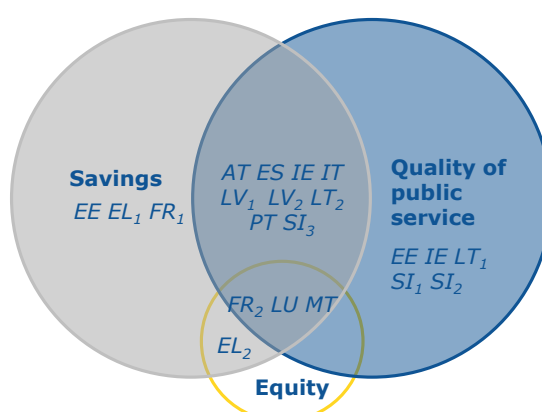 Savings
EE EL₁ FR₁
AT ES IE IT
LV₁ LV₂ LT₂
PT SI₃
Quality of
public
service
EE IE LT₁
SI₁ SI₂
FR₂ LU MT
EL₂
Equity